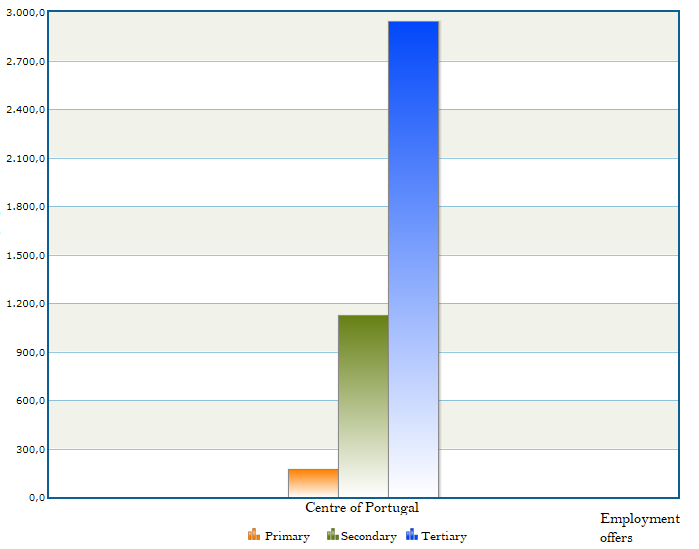 3.000,0
2.700,0
2.400,0
2.100,0
1.800,0
1.500,0
1.200,0
900,0
600,0
300,0
0,0
Centre of Portugal
Employment
offers
Primary Secondary Tertiary